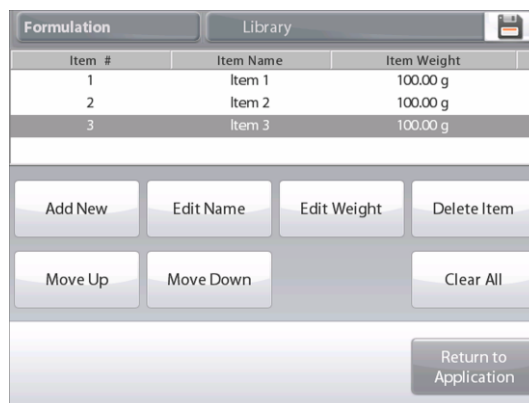 Formulation Library
Item # Item Name Item Weight
1 Item 1 100.00 g
2 Item 2 100.00 g
3 Item 3 100.00 g
Add New Edit Name Edit Weight Delete Item
Move Up Move Down Clear All
Return to
Application